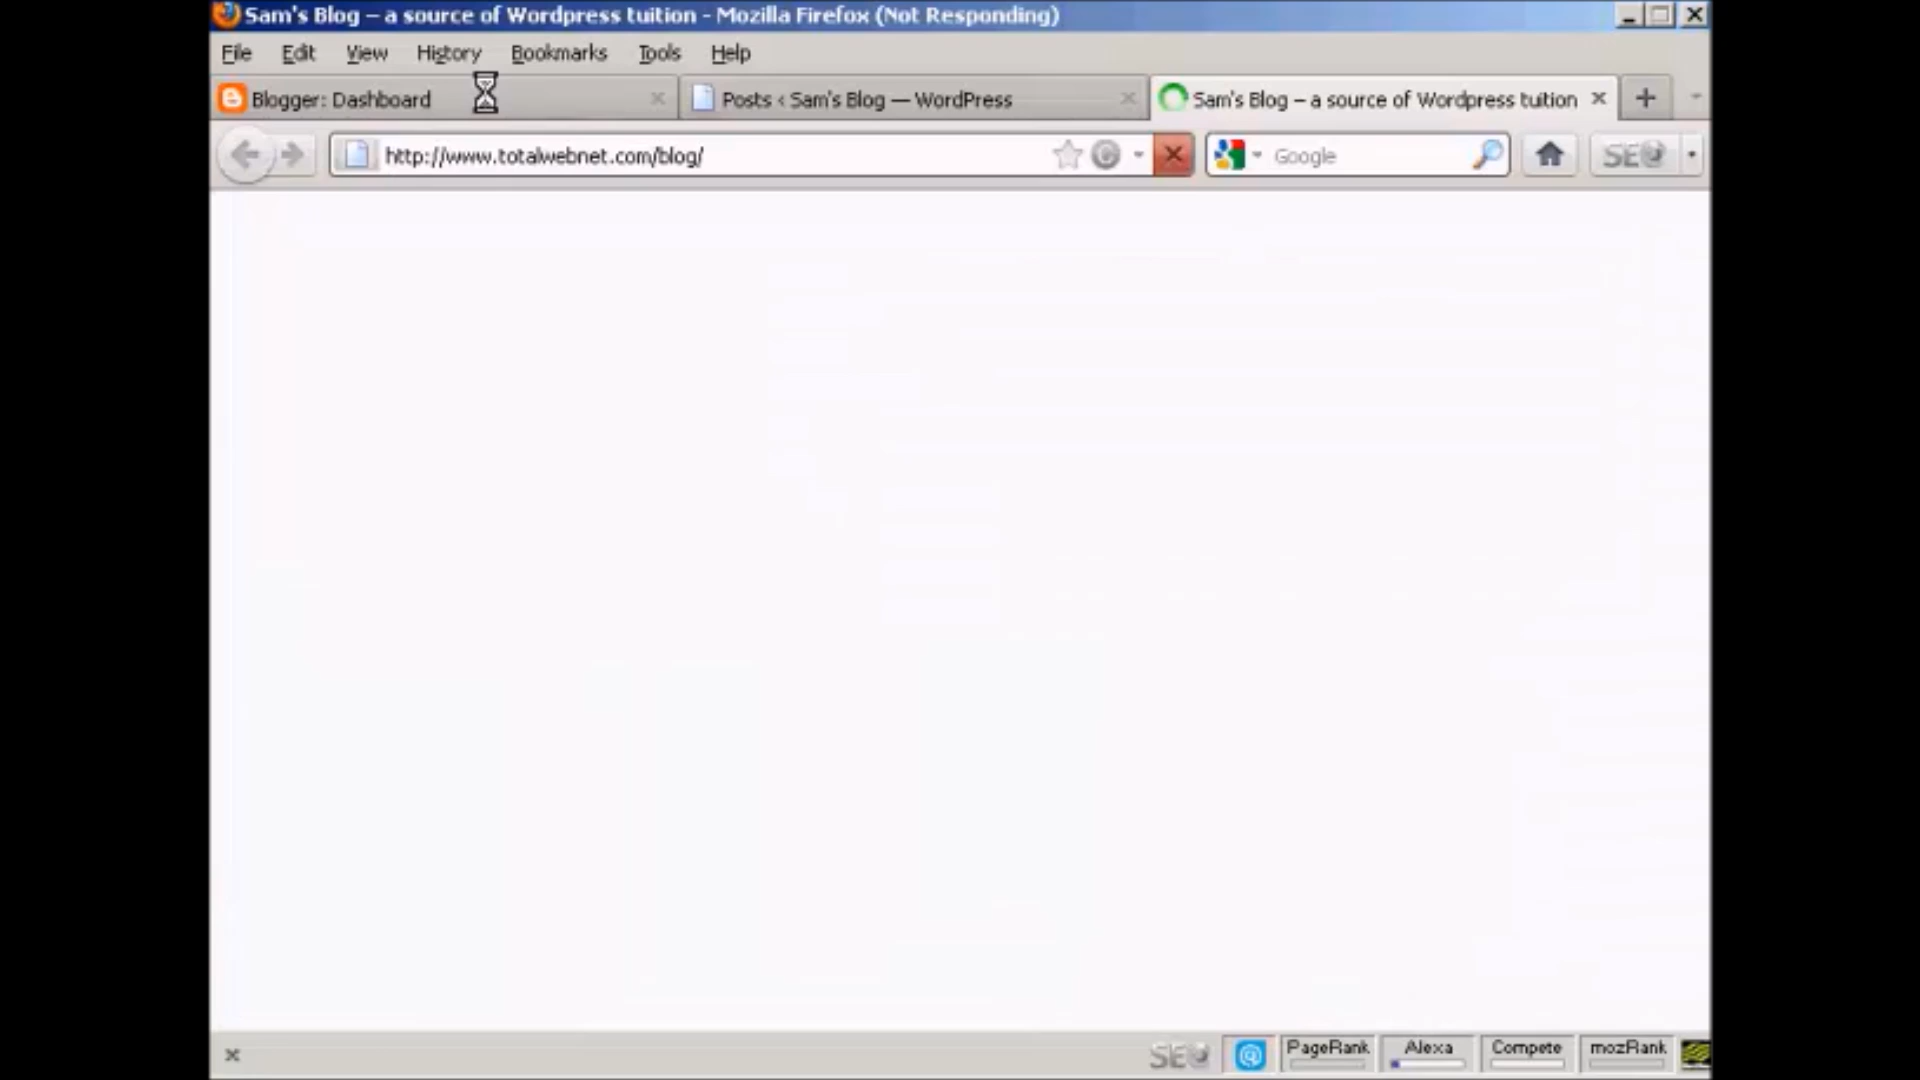 Sam's Blog – a source of Wordpress tuition - Mozilla Firefox (Not Responding)
File Edit View History Bookmarks Tools Help
Blogger: Dashboard Posts ‹ Sam's Blog — WordPress Sam's Blog – a source of Wordpress tuition
http://www.totalwebnet.com/blog/ Google SEO
SEO PageRank Alexa Compete mozRank